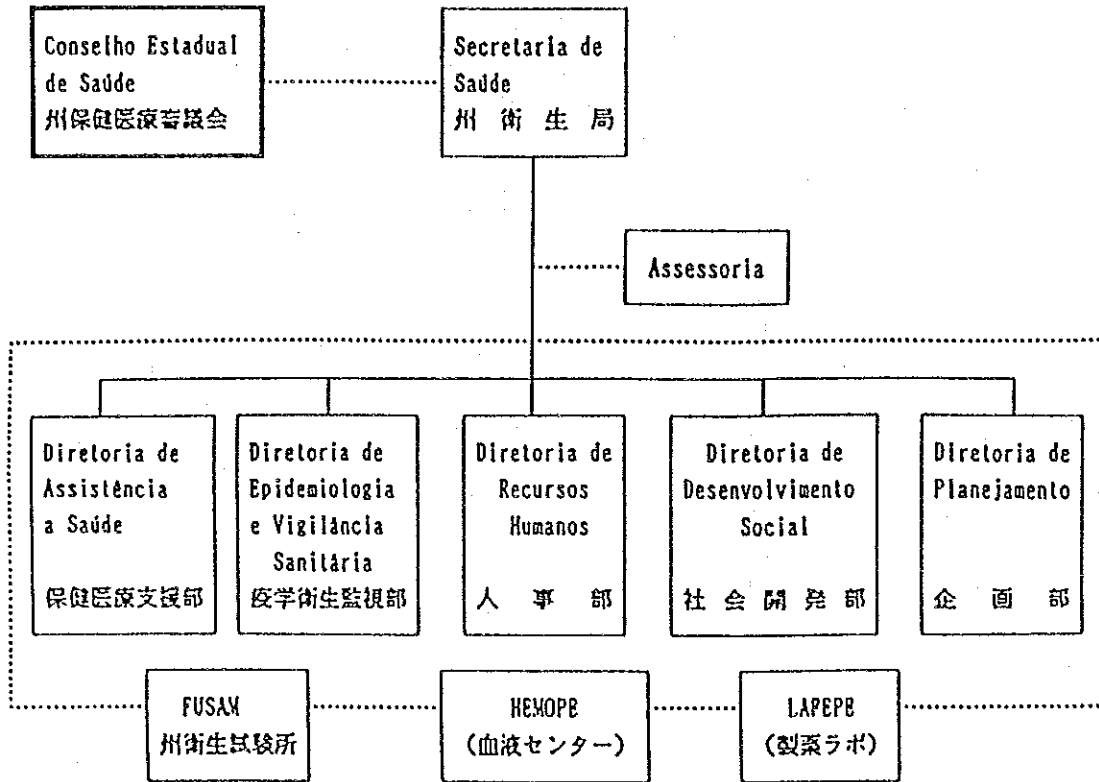 Conselho Estadual
de Saúde
州保健医療審議会
Secretaria de
Saúde
州衛生局
Assessoria
Diretoria de
Assistência
a Saúde
保健医療支援部
Diretoria de
Epidemiologia
e Vigilância
Sanitária
疫学衛生監視部
Diretoria de
Recursos
Humanos
人事部
Diretoria de
Desenvolvimento
Social
社会開発部
Diretoria de
Planejamento
企画部
FUSAM
州衛生試験所
HEMOPE
(血液センター)
LAFEPE
(製薬ラボ)